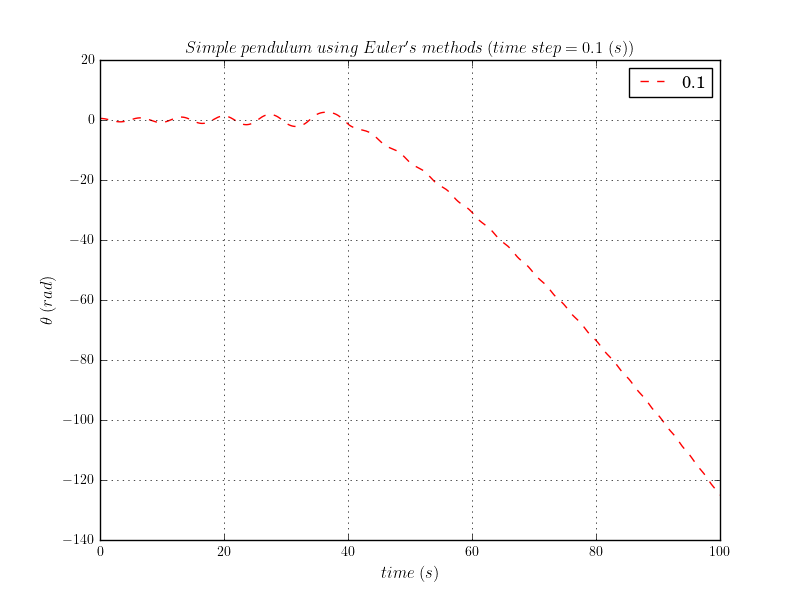 Simple pendulum using Euler's methods (time step = 0.1 (s))
0.1
20
0
−20
−40
−60
−80
−100
−120
−140
θ (rad)
0 20 40 60 80 100
time (s)